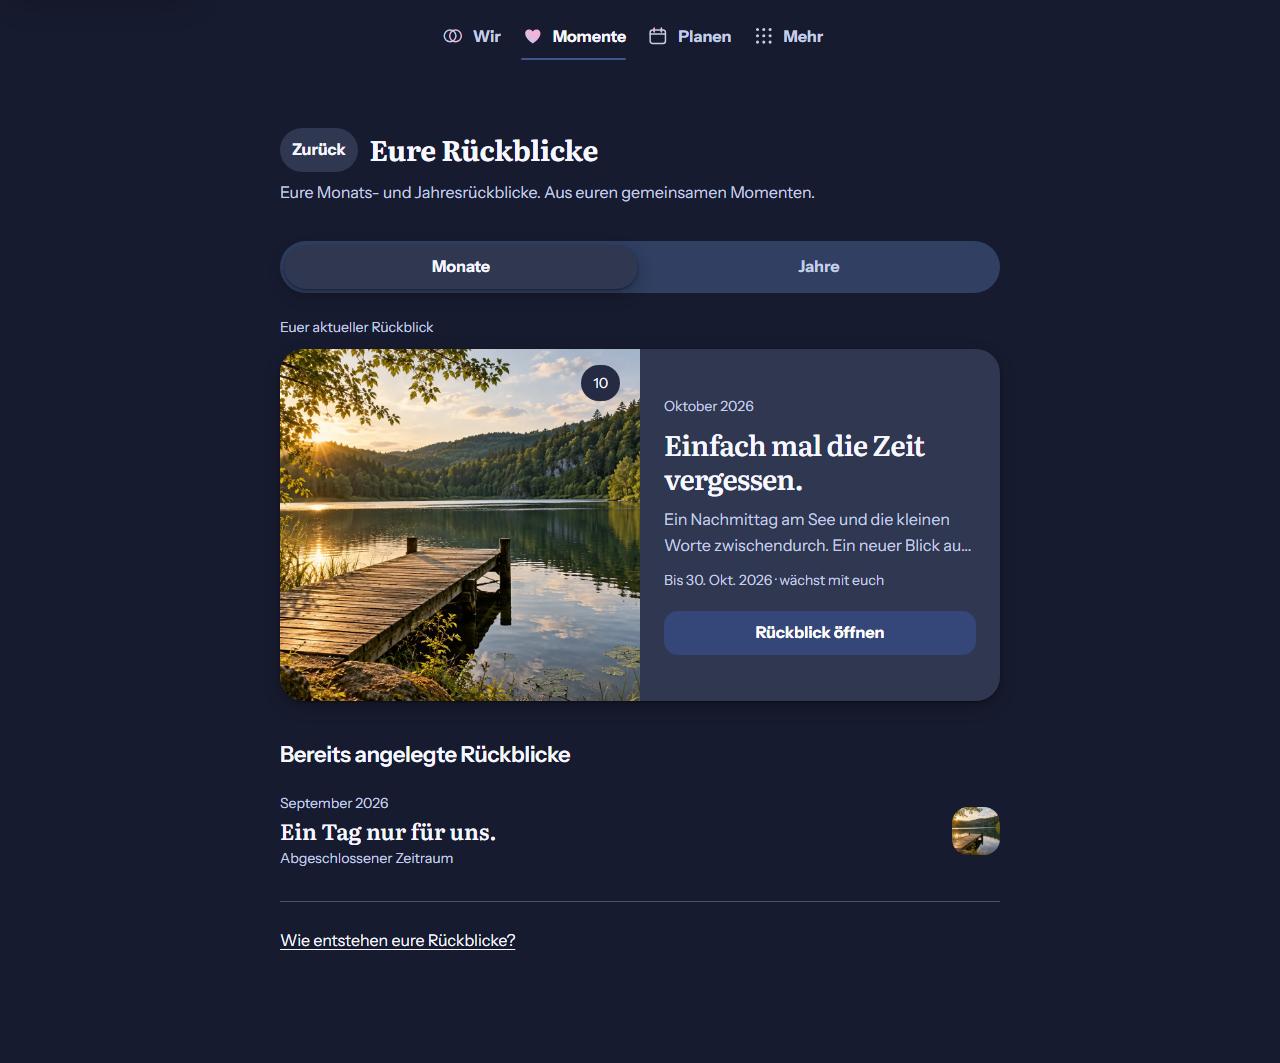 Wir
Momente
Planen
Mehr
Zurück
Eure Rückblicke
Eure Monats- und Jahresrückblicke. Aus euren gemeinsamen Momenten.
Monate
Jahre
Euer aktueller Rückblick
10
Oktober 2026
Einfach mal die Zeit
vergessen.
Ein Nachmittag am See und die kleinen
Worte zwischendurch. Ein neuer Blick au…
Bis 30. Okt. 2026 · wächst mit euch
Rückblick öffnen
Bereits angelegte Rückblicke
September 2026
Ein Tag nur für uns.
Abgeschlossener Zeitraum
Wie entstehen eure Rückblicke?